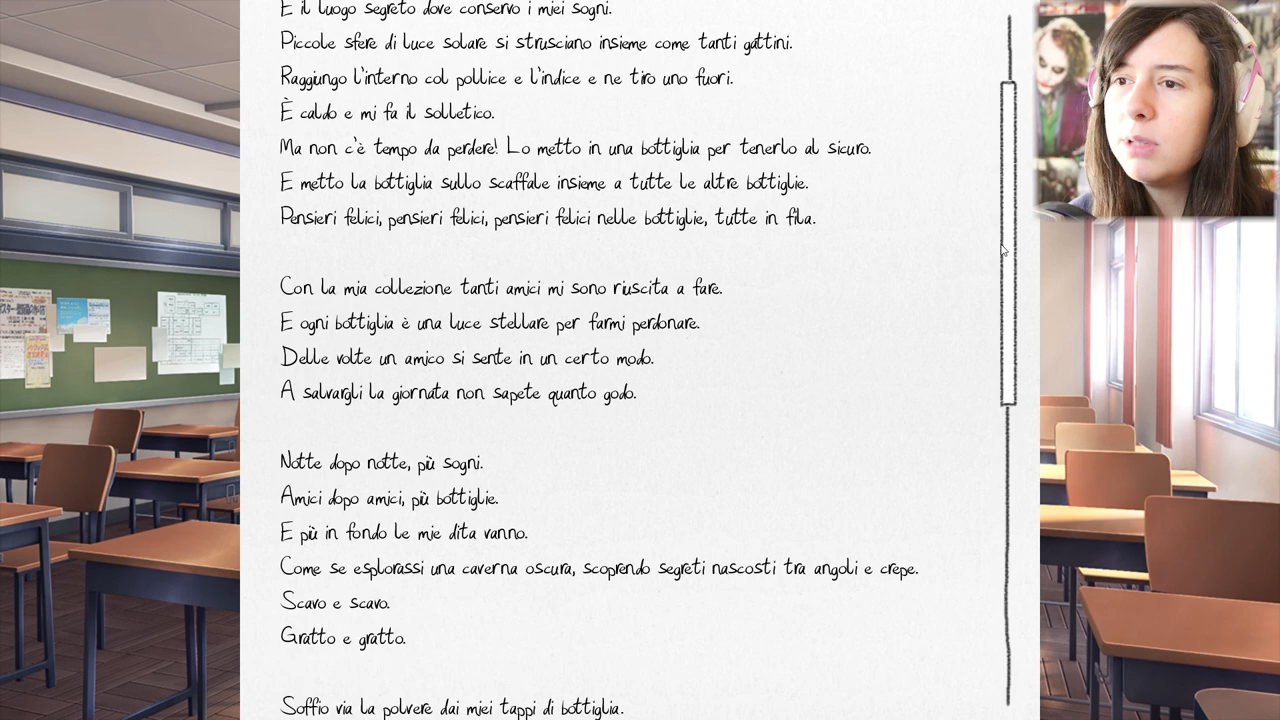 È il luogo segreto dove conservo i miei sogni.
Piccole sfere di luce solare si strusciano insieme come tanti gattini.
Raggiungo l'interno col pollice e l'indice e ne tiro uno fuori.
È caldo e mi fa il solletico.
Ma non c'è tempo da perdere! Lo metto in una bottiglia per tenerlo al sicuro.
E metto la bottiglia sullo scaffale insieme a tutte le altre bottiglie.
Pensieri felici, pensieri felici, pensieri felici nelle bottiglie, tutte in fila.
Con la mia collezione tanti amici mi sono riuscita a fare.
E ogni bottiglia è una luce stellare per farmi perdonare.
Delle volte un amico si sente in un certo modo.
A salvargli la giornata non sapete quanto godo.
Notte dopo notte, più sogni.
Amici dopo amici, più bottiglie.
E più in fondo le mie dita vanno.
Come se esplorassi una caverna oscura, scoprendo segreti nascosti tra angoli e crepe.
Scavo e scavo.
Gratto e gratto.
Soffio via la polvere dai miei tappi di bottiglia.